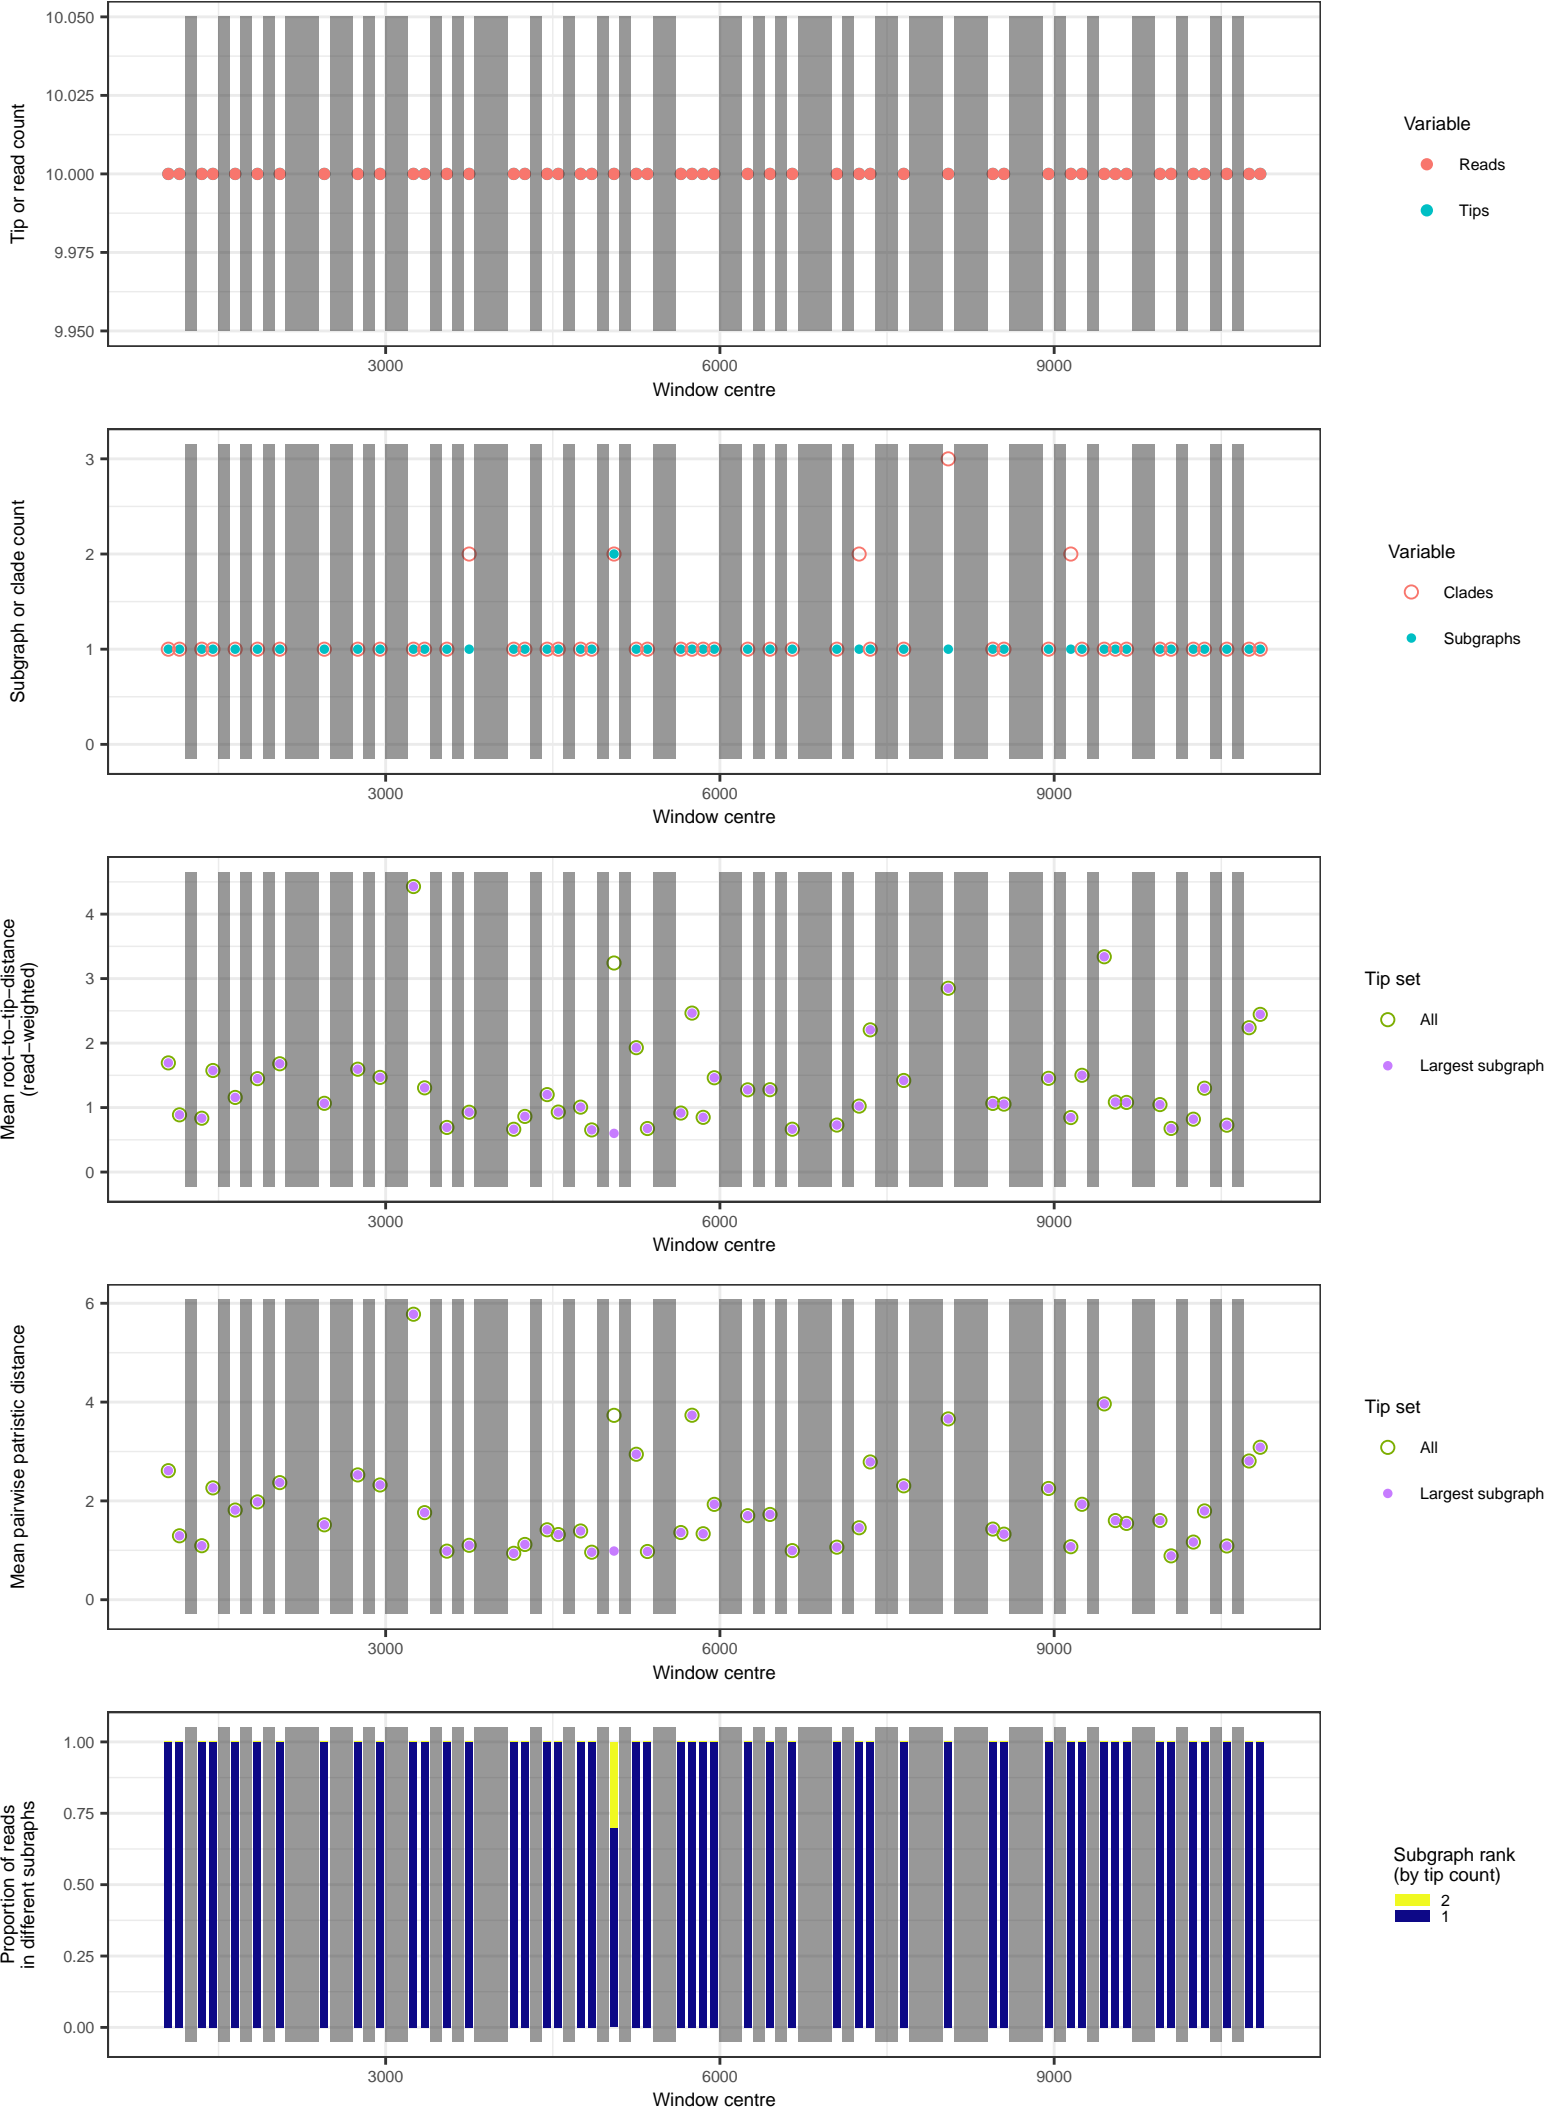 10.050
10.025
10.000
9.975
9.950
Tip or read count
3000 6000 9000
Window centre
Variable
Reads
Tips
3
2
1
0
Subgraph or clade count
3000 6000 9000
Window centre
Variable
Clades
Subgraphs
4
3
2
1
0
Mean root−to−tip−distance
(read−weighted)
3000 6000 9000
Window centre
Tip set
All
Largest subgraph
6
4
2
0
Mean pairwise patristic distance
3000 6000 9000
Window centre
Tip set
All
Largest subgraph
1.00
0.75
0.50
0.25
0.00
Proportion of reads
in different subraphs
3000 6000 9000
Window centre
Subgraph rank
(by tip count)
2
1